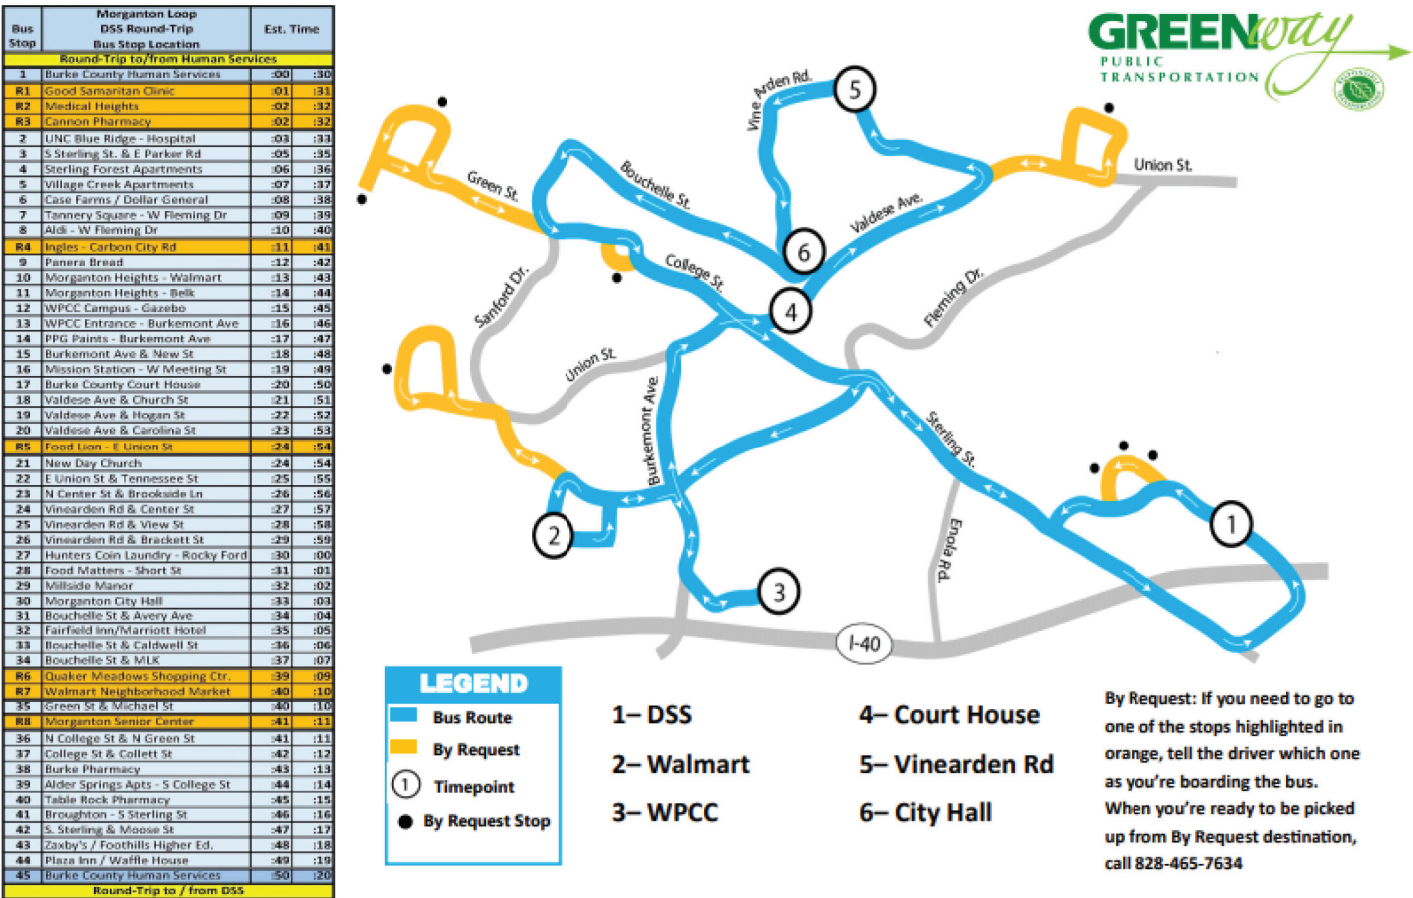 Bus Stop Morganton Loop DSS Round-Trip Bus Stop Location Est. Time
Round-Trip to/from Human Services
1 Burke County Human Services :00 :30
R1 Good Samaritan Clinic :01 :31
R2 Medical Heights :02 :32
R3 Cannon Pharmacy :02 :32
2 UNC Blue Ridge - Hospital :03 :33
3 S Sterling St. & E Parker Rd :05 :35
4 Sterling Forest Apartments :06 :36
5 Village Creek Apartments :07 :37
6 Case Farms / Dollar General :08 :38
7 Tannery Square - W Fleming Dr :09 :39
8 Aldi - W Fleming Dr :10 :40
R4 Ingles - Carbon City Rd :11 :41
9 Panera Bread :12 :42
10 Morganton Heights - Walmart :13 :43
11 Morganton Heights - Belk :14 :44
12 WPCC Campus - Gazebo :15 :45
13 WPCC Entrance - Burkemont Ave :16 :46
14 PPG Paints - Burkemont Ave :17 :47
15 Burkemont Ave & New St :18 :48
16 Mission Station - W Meeting St :19 :49
17 Burke County Court House :20 :50
18 Valdese Ave & Church St :21 :51
19 Valdese Ave & Hogan St :22 :52
20 Valdese Ave & Carolina St :23 :53
R5 Food Lion - E Union St :24 :54
21 New Day Church :24 :54
22 E Union St & Tennessee St :25 :55
23 N Center St & Brookside Ln :26 :56
24 Vinearden Rd & Center St :27 :57
25 Vinearden Rd & View St :28 :58
26 Vinearden Rd & Brackett St :29 :59
27 Hunters Coin Laundry - Rocky Ford :30 :00
28 Food Matters - Short St :31 :01
29 Millside Manor :32 :02
30 Morganton City Hall :33 :03
31 Bouchelle St & Avery Ave :34 :04
32 Fairfield Inn/Marriott Hotel :35 :05
33 Bouchelle St & Caldwell St :36 :06
34 Bouchelle St & MLK :37 :07
R6 Quaker Meadows Shopping Ctr. :39 :09
R7 Walmart Neighborhood Market :40 :10
35 Green St & Michael St :40 :10
R8 Morganton Senior Center :41 :11
36 N College St & N Green St :41 :11
37 College St & Collett St :42 :12
38 Burke Pharmacy :43 :13
39 Alder Springs Apts - S College St :44 :14
40 Table Rock Pharmacy :45 :15
41 Broughton - S Sterling St :46 :16
42 S. Sterling & Moose St :47 :17
43 Zaxby's / Foothills Higher Ed. :48 :18
44 Plaza Inn / Waffle House :49 :19
45 Burke County Human Services :50 :20
Round-Trip to / from DSS
GREENway
PUBLIC
TRANSPORTATION
Vine Arden Rd.
5
Union St.
Bouchelle St.
Green St.
Valdese Ave.
6
College St.
Sanford Dr.
Fleming Dr.
4
Union St.
Burkemont Ave.
Sterling St.
2
1
Enola Rd.
3
I-40
LEGEND
Bus Route
By Request
1 Timepoint
By Request Stop
1– DSS
2– Walmart
3– WPCC
4– Court House
5– Vinearden Rd
6– City Hall
By Request: If you need to go to
one of the stops highlighted in
orange, tell the driver which one
as you're boarding the bus.
When you're ready to be picked
up from By Request destination,
call 828-465-7634